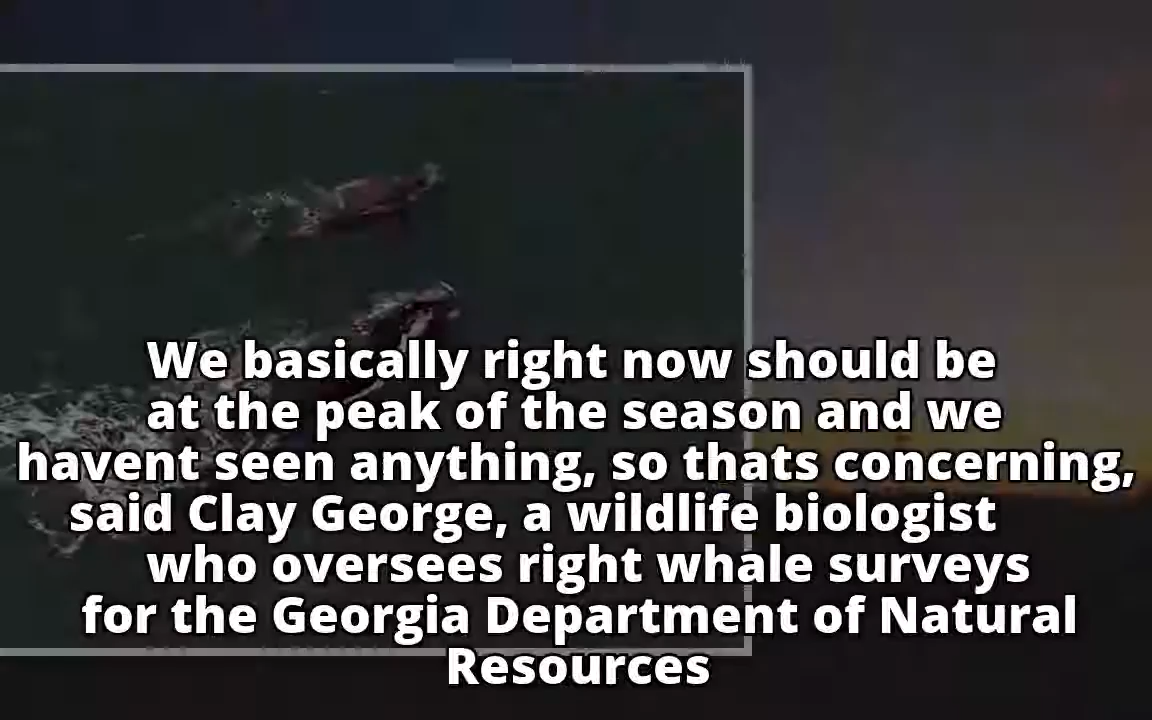 We basically right now should be
at the peak of the season and we
havent seen anything, so thats concerning,
said Clay George, a wildlife biologist
who oversees right whale surveys
for the Georgia Department of Natural
Resources